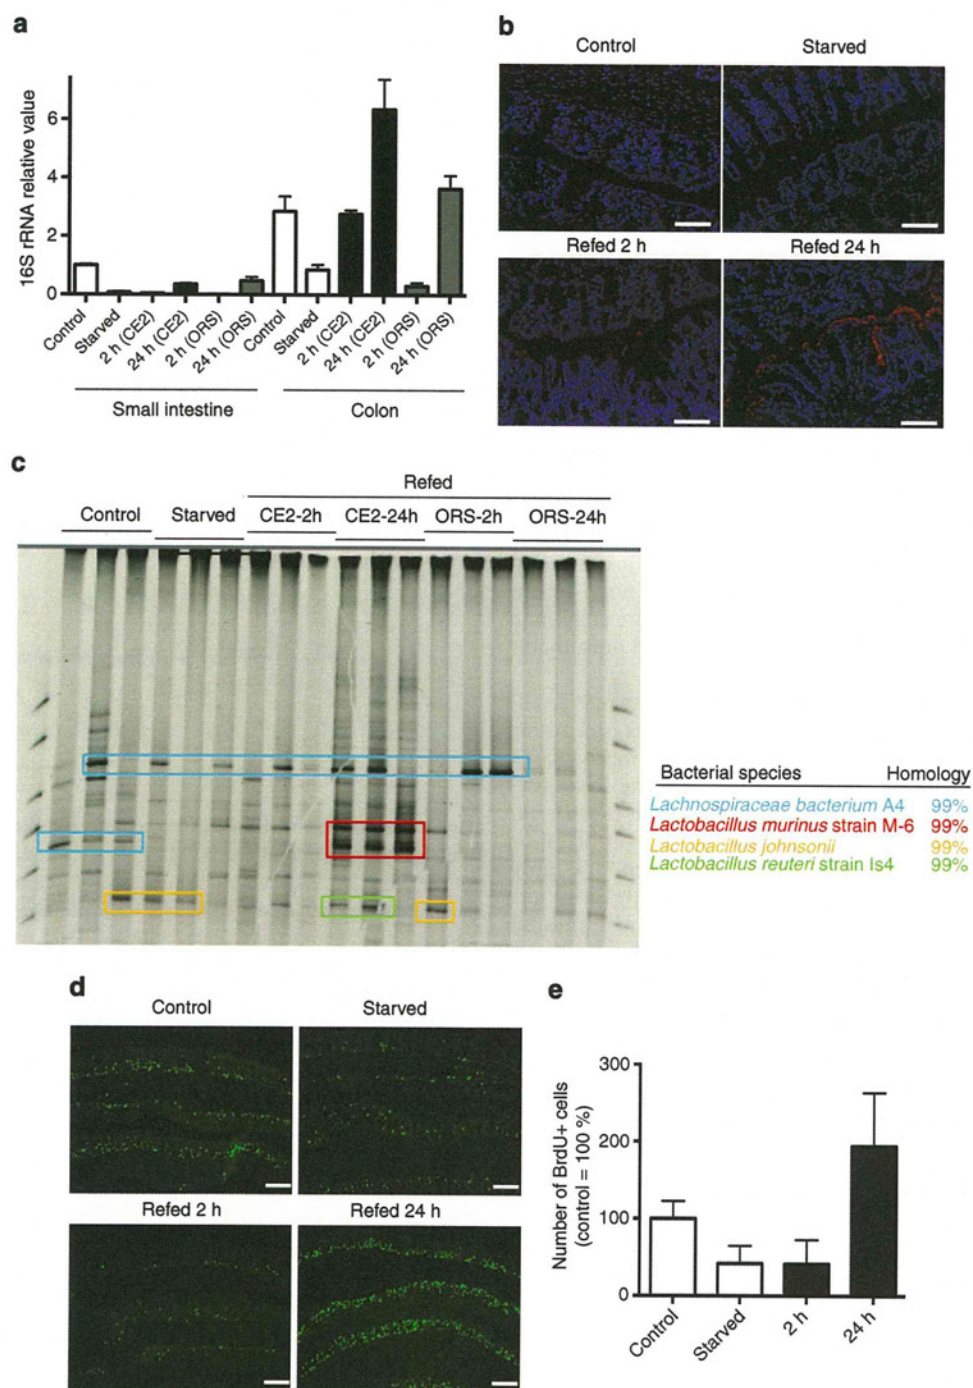 a
16S rRNA relative value
6
4
2
0
Control
Starved
2 h (CE2)
24 h (CE2)
2 h (ORS)
24 h (ORS)
Control
Starved
2 h (CE2)
24 h (CE2)
2 h (ORS)
24 h (ORS)
Small intestine
Colon
b
Control
Starved
Refed 2 h
Refed 24 h
c
Refed
Control
Starved
CE2-2h
CE2-24h
ORS-2h
ORS-24h
Bacterial species Homology
Lachnospiraceae bacterium A4 99%
Lactobacillus murinus strain M-6 99%
Lactobacillus johnsonii 99%
Lactobacillus reuteri strain Is4 99%
d
Control
Starved
Refed 2 h
Refed 24 h
e
Number of BrdU+ cells
(control = 100 %)
300
200
100
0
Control
Starved
2 h
24 h